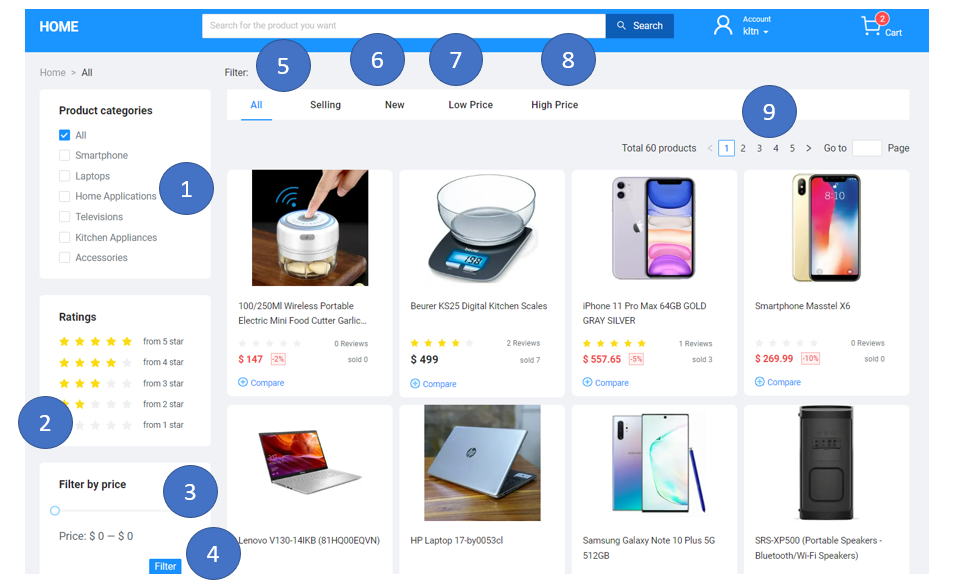 HOME
Search for the product you want
Search
Account
kltn
2
Cart
Home > All
Filter:
5
6
7
8
All
Selling
New
Low Price
High Price
9
Total 60 products < 1 2 3 4 5 > Go to Page
Product categories
All
Smartphone
Laptops
Home Applications
Televisions
Kitchen Appliances
Accessories
1
Ratings
from 5 star
from 4 star
from 3 star
from 2 star
from 1 star
2
Filter by price
3
Price: $ 0 — $ 0
4
Filter
8-10
198
100/250Ml Wireless Portable
Electric Mini Food Cutter Garlic...
0 Reviews
$ 147 -2%
sold 0
Compare
Beurer KS25 Digital Kitchen Scales
2 Reviews
$ 499
sold 7
Compare
iPhone 11 Pro Max 64GB GOLD
GRAY SILVER
1 Reviews
$ 557.65 -5%
sold 3
Compare
Smartphone Masstel X6
0 Reviews
$ 269.99 -10%
sold 0
Compare
Lenovo V130-14IKB (81HQ00EQVN)
HP Laptop 17-by0053cl
Samsung Galaxy Note 10 Plus 5G
512GB
SRS-XP500 (Portable Speakers -
Bluetooth/Wi-Fi Speakers)